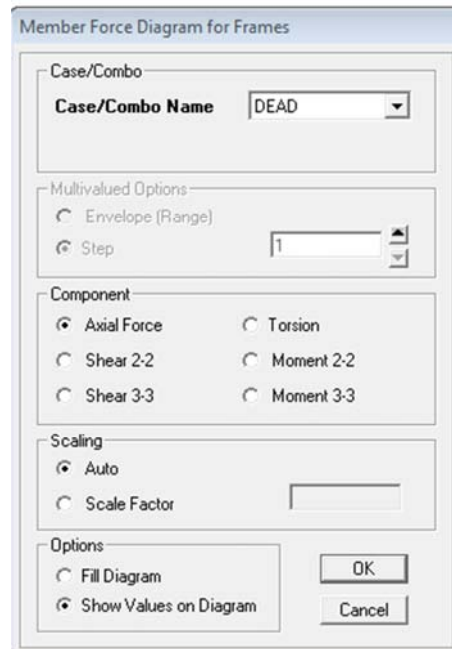 Member Force Diagram for Frames
Case/Combo
Case/Combo Name DEAD
Multivalued Options
Envelope (Range)
Step 1
Component
Axial Force Torsion
Shear 2-2 Moment 2-2
Shear 3-3 Moment 3-3
Scaling
Auto
Scale Factor
Options
Fill Diagram OK
Show Values on Diagram Cancel